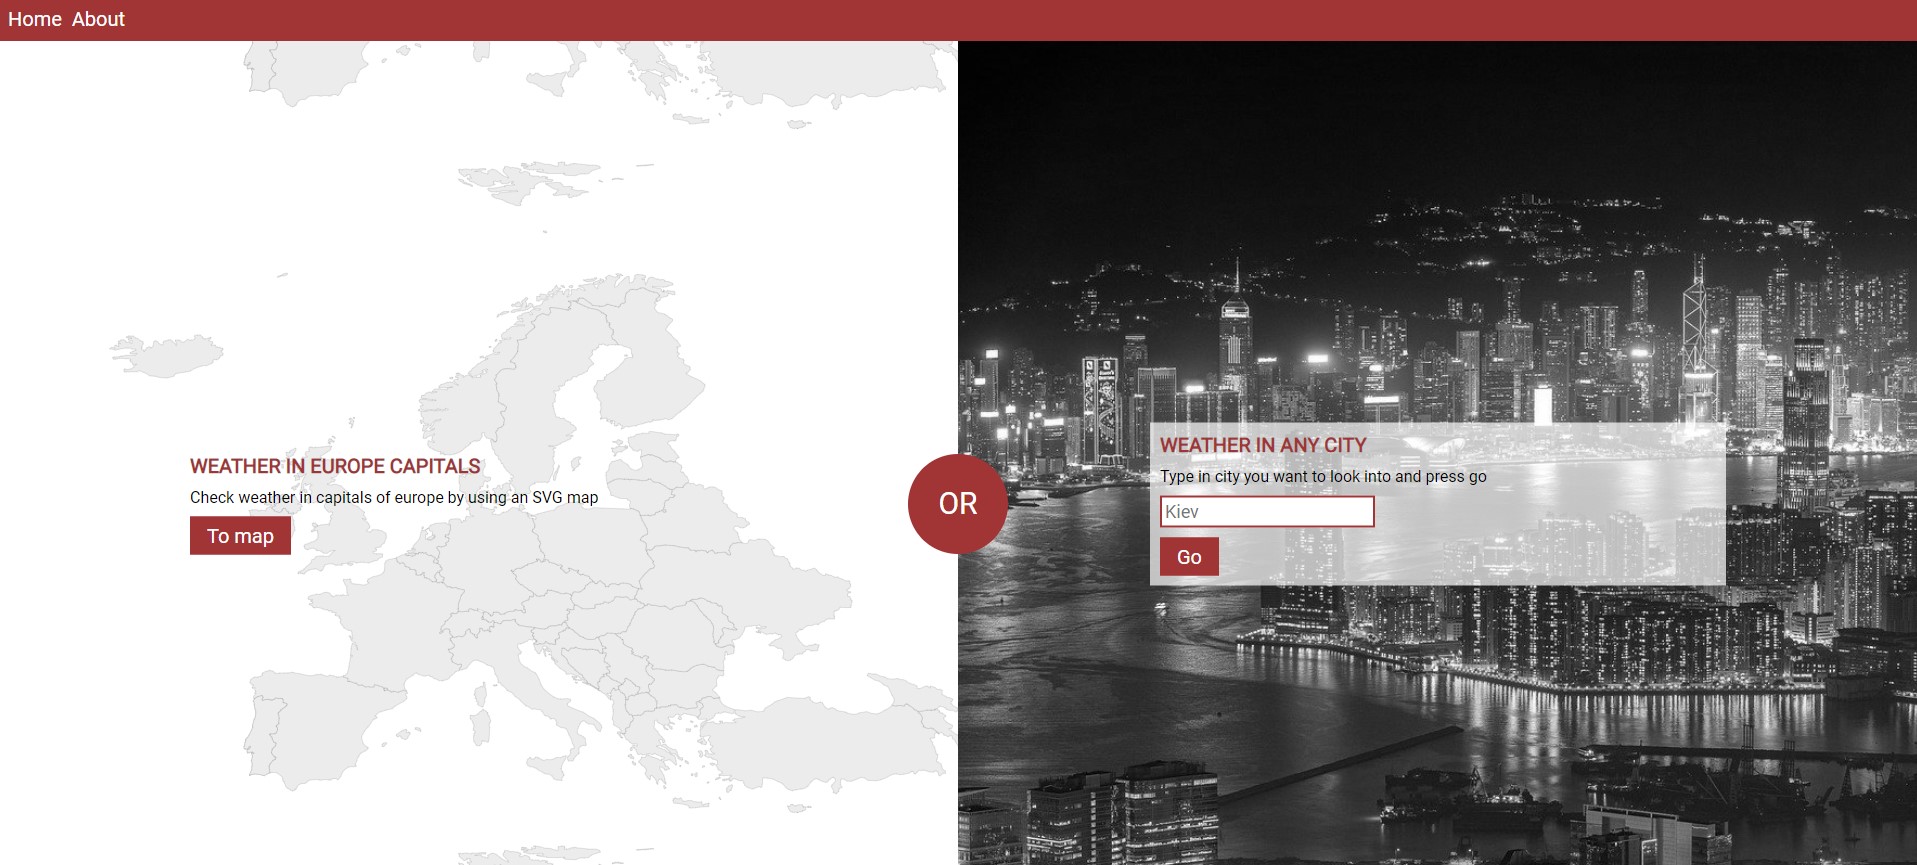 Home About
WEATHER IN EUROPE CAPITALS
Check weather in capitals of europe by using an SVG map
To map
OR
WEATHER IN ANY CITY
Type in city you want to look into and press go
Kiev
Go